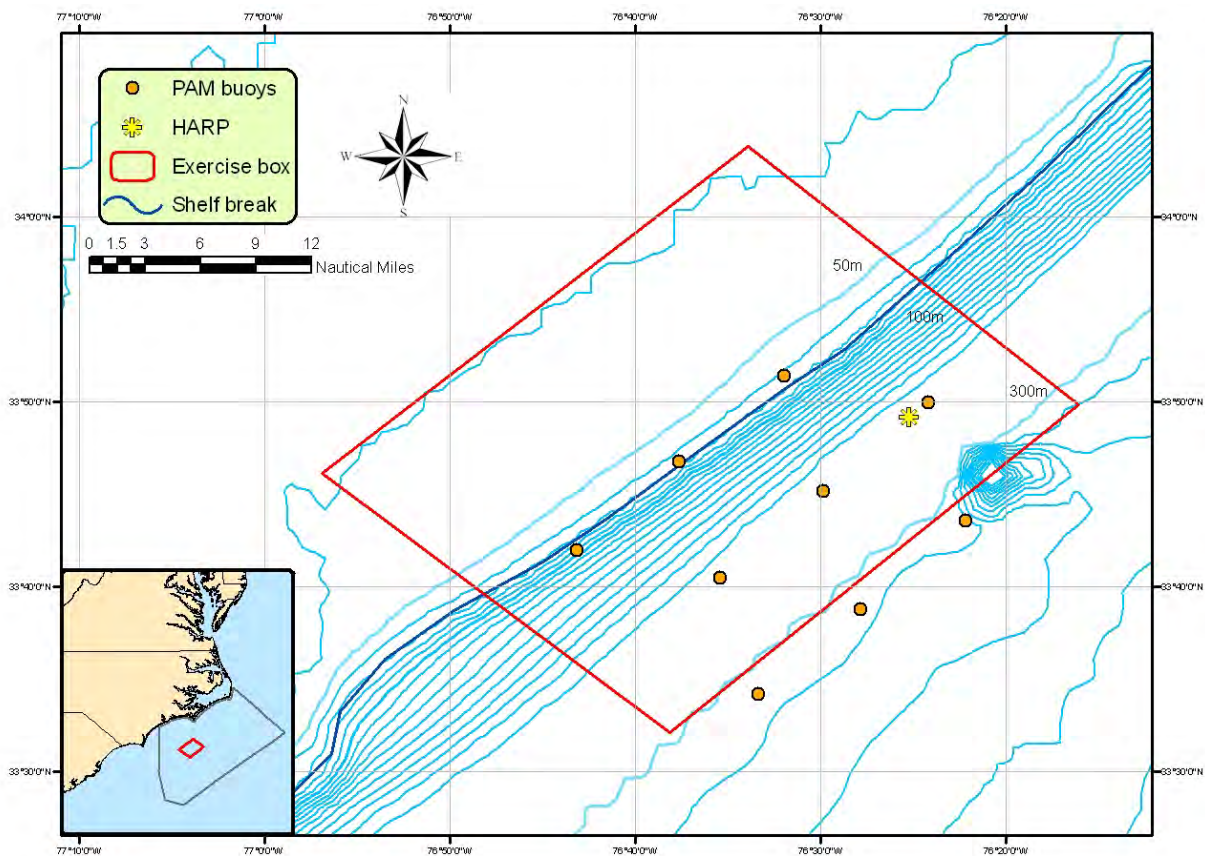 77°10'0"W 77°0'0"W 76°50'0"W 76°40'0"W 76°30'0"W 76°20'0"W
PAM buoys
HARP
Exercise box
Shelf break
N
W E
S
0 1.5 3 6 9 12
Nautical Miles
34°0'0"N 34°0'0"N
50m
100m
300m
33°50'0"N 33°50'0"N
33°40'0"N 33°40'0"N
33°30'0"N 33°30'0"N
77°10'0"W 77°0'0"W 76°50'0"W 76°40'0"W 76°30'0"W 76°20'0"W